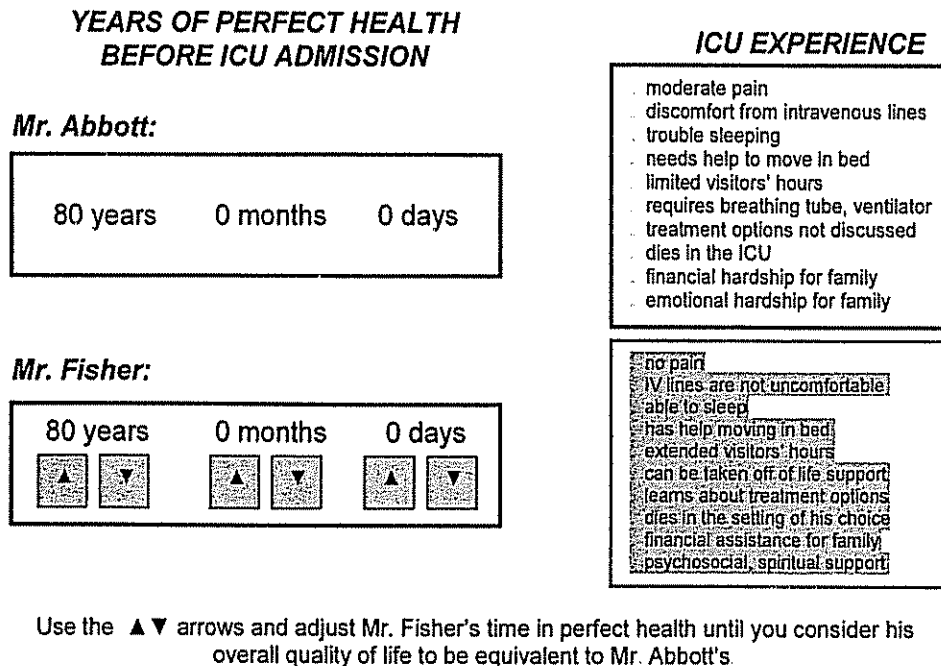 YEARS OF PERFECT HEALTH
BEFORE ICU ADMISSION
Mr. Abbott:
80 years 0 months 0 days
Mr. Fisher:
80 years 0 months 0 days
▲ ▼ ▲ ▼ ▲ ▼
ICU EXPERIENCE
moderate pain
discomfort from intravenous lines
trouble sleeping
needs help to move in bed
limited visitors' hours
requires breathing tube, ventilator
treatment options not discussed
dies in the ICU
financial hardship for family
emotional hardship for family
no pain
IV lines are not uncomfortable
able to sleep
has help moving in bed
extended visitors' hours
can be taken off of life support
learns about treatment options
dies in the setting of his choice
financial assistance for family
psychosocial, spiritual support
Use the ▲▼ arrows and adjust Mr. Fisher's time in perfect health until you consider his
overall quality of life to be equivalent to Mr. Abbott's.